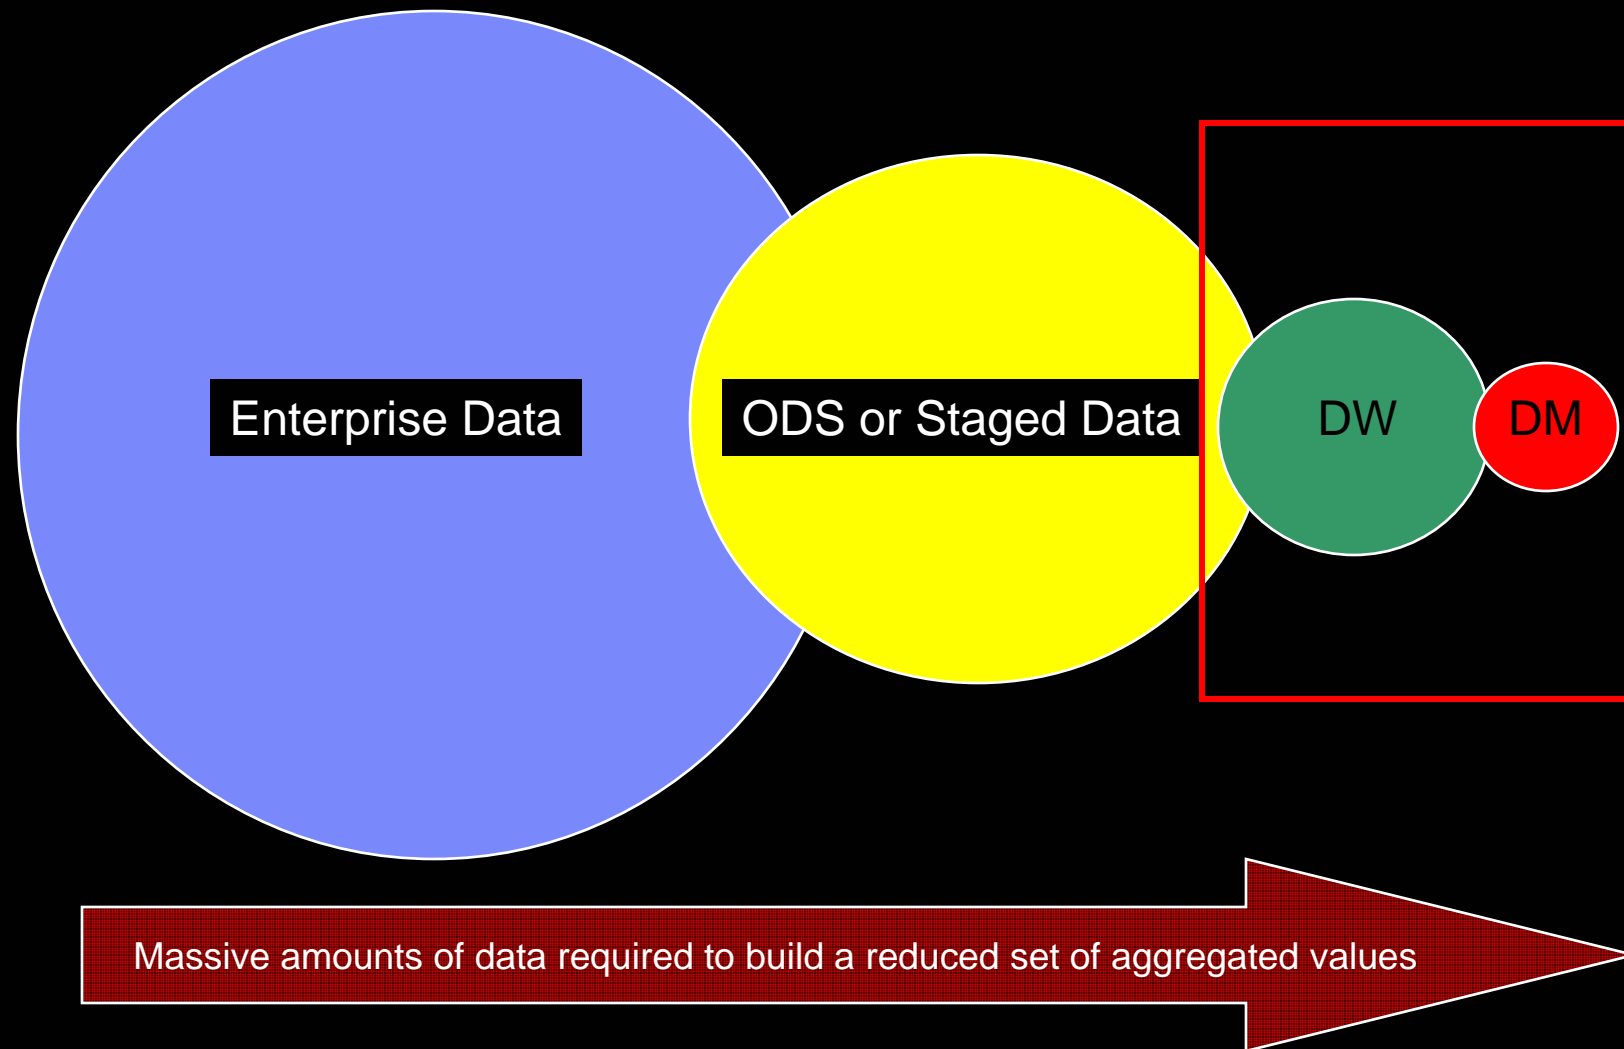 Enterprise Data
ODS or Staged Data
DW
DM
Massive amounts of data required to build a reduced set of aggregated values